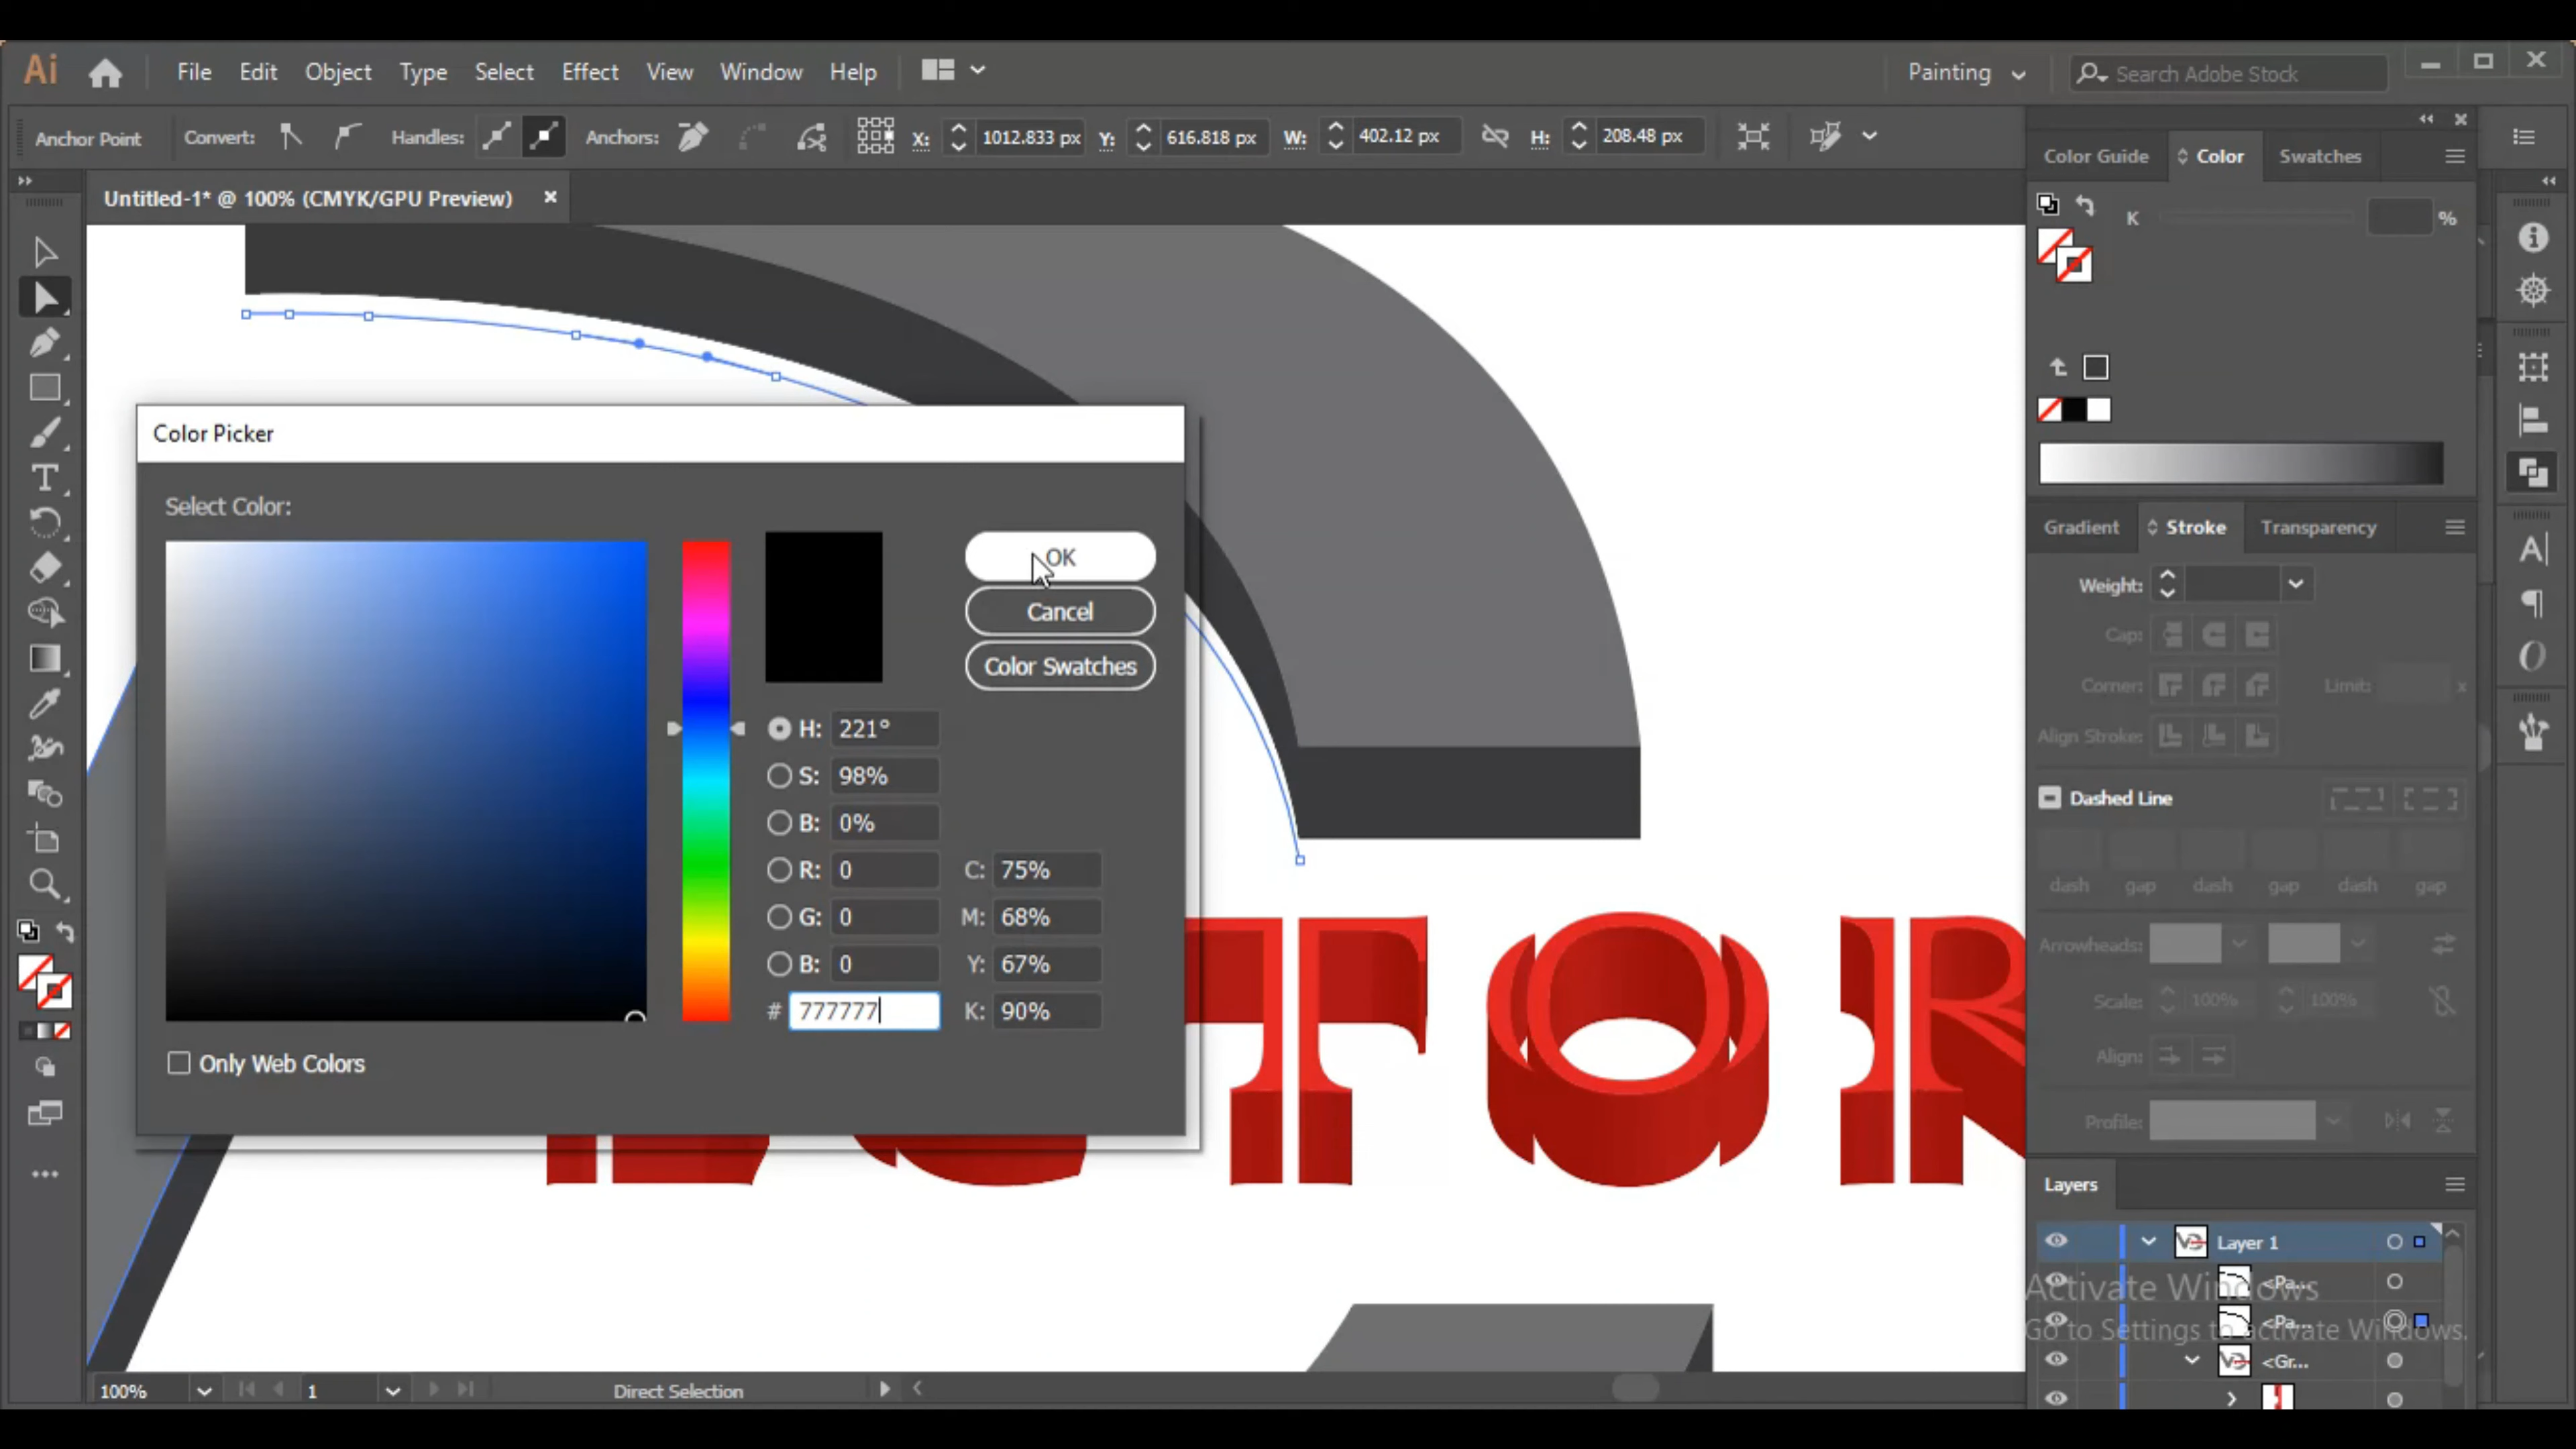 Ai File Edit Object Type Select Effect View Window Help Painting Search Adobe Stock
Anchor Point Convert: Handles: Anchors: X: 1012.833 px Y: 616.818 px W: 402.12 px H: 208.48 px
Color Guide Color Swatches
Untitled-1* @ 100% (CMYK/GPU Preview) ×
K %
Color Picker
Select Color:
OK
Cancel
Color Swatches
H: 221°
S: 98%
B: 0%
R: 0 C: 75%
G: 0 M: 68%
B: 0 Y: 67%
# 777777 K: 90%
Only Web Colors
Gradient Stroke Transparency
Weight:
Cap:
Corner: Limit: x
Align Stroke:
Dashed Line
dash gap dash gap dash gap
Arrowheads:
Scale: 100% 100%
Align:
Profile:
TOR
Layers
Layer 1
<Pa...
<Pa...
<Gr...
Activate Windows
Go to Settings to activate Windows.
100% 1 Direct Selection